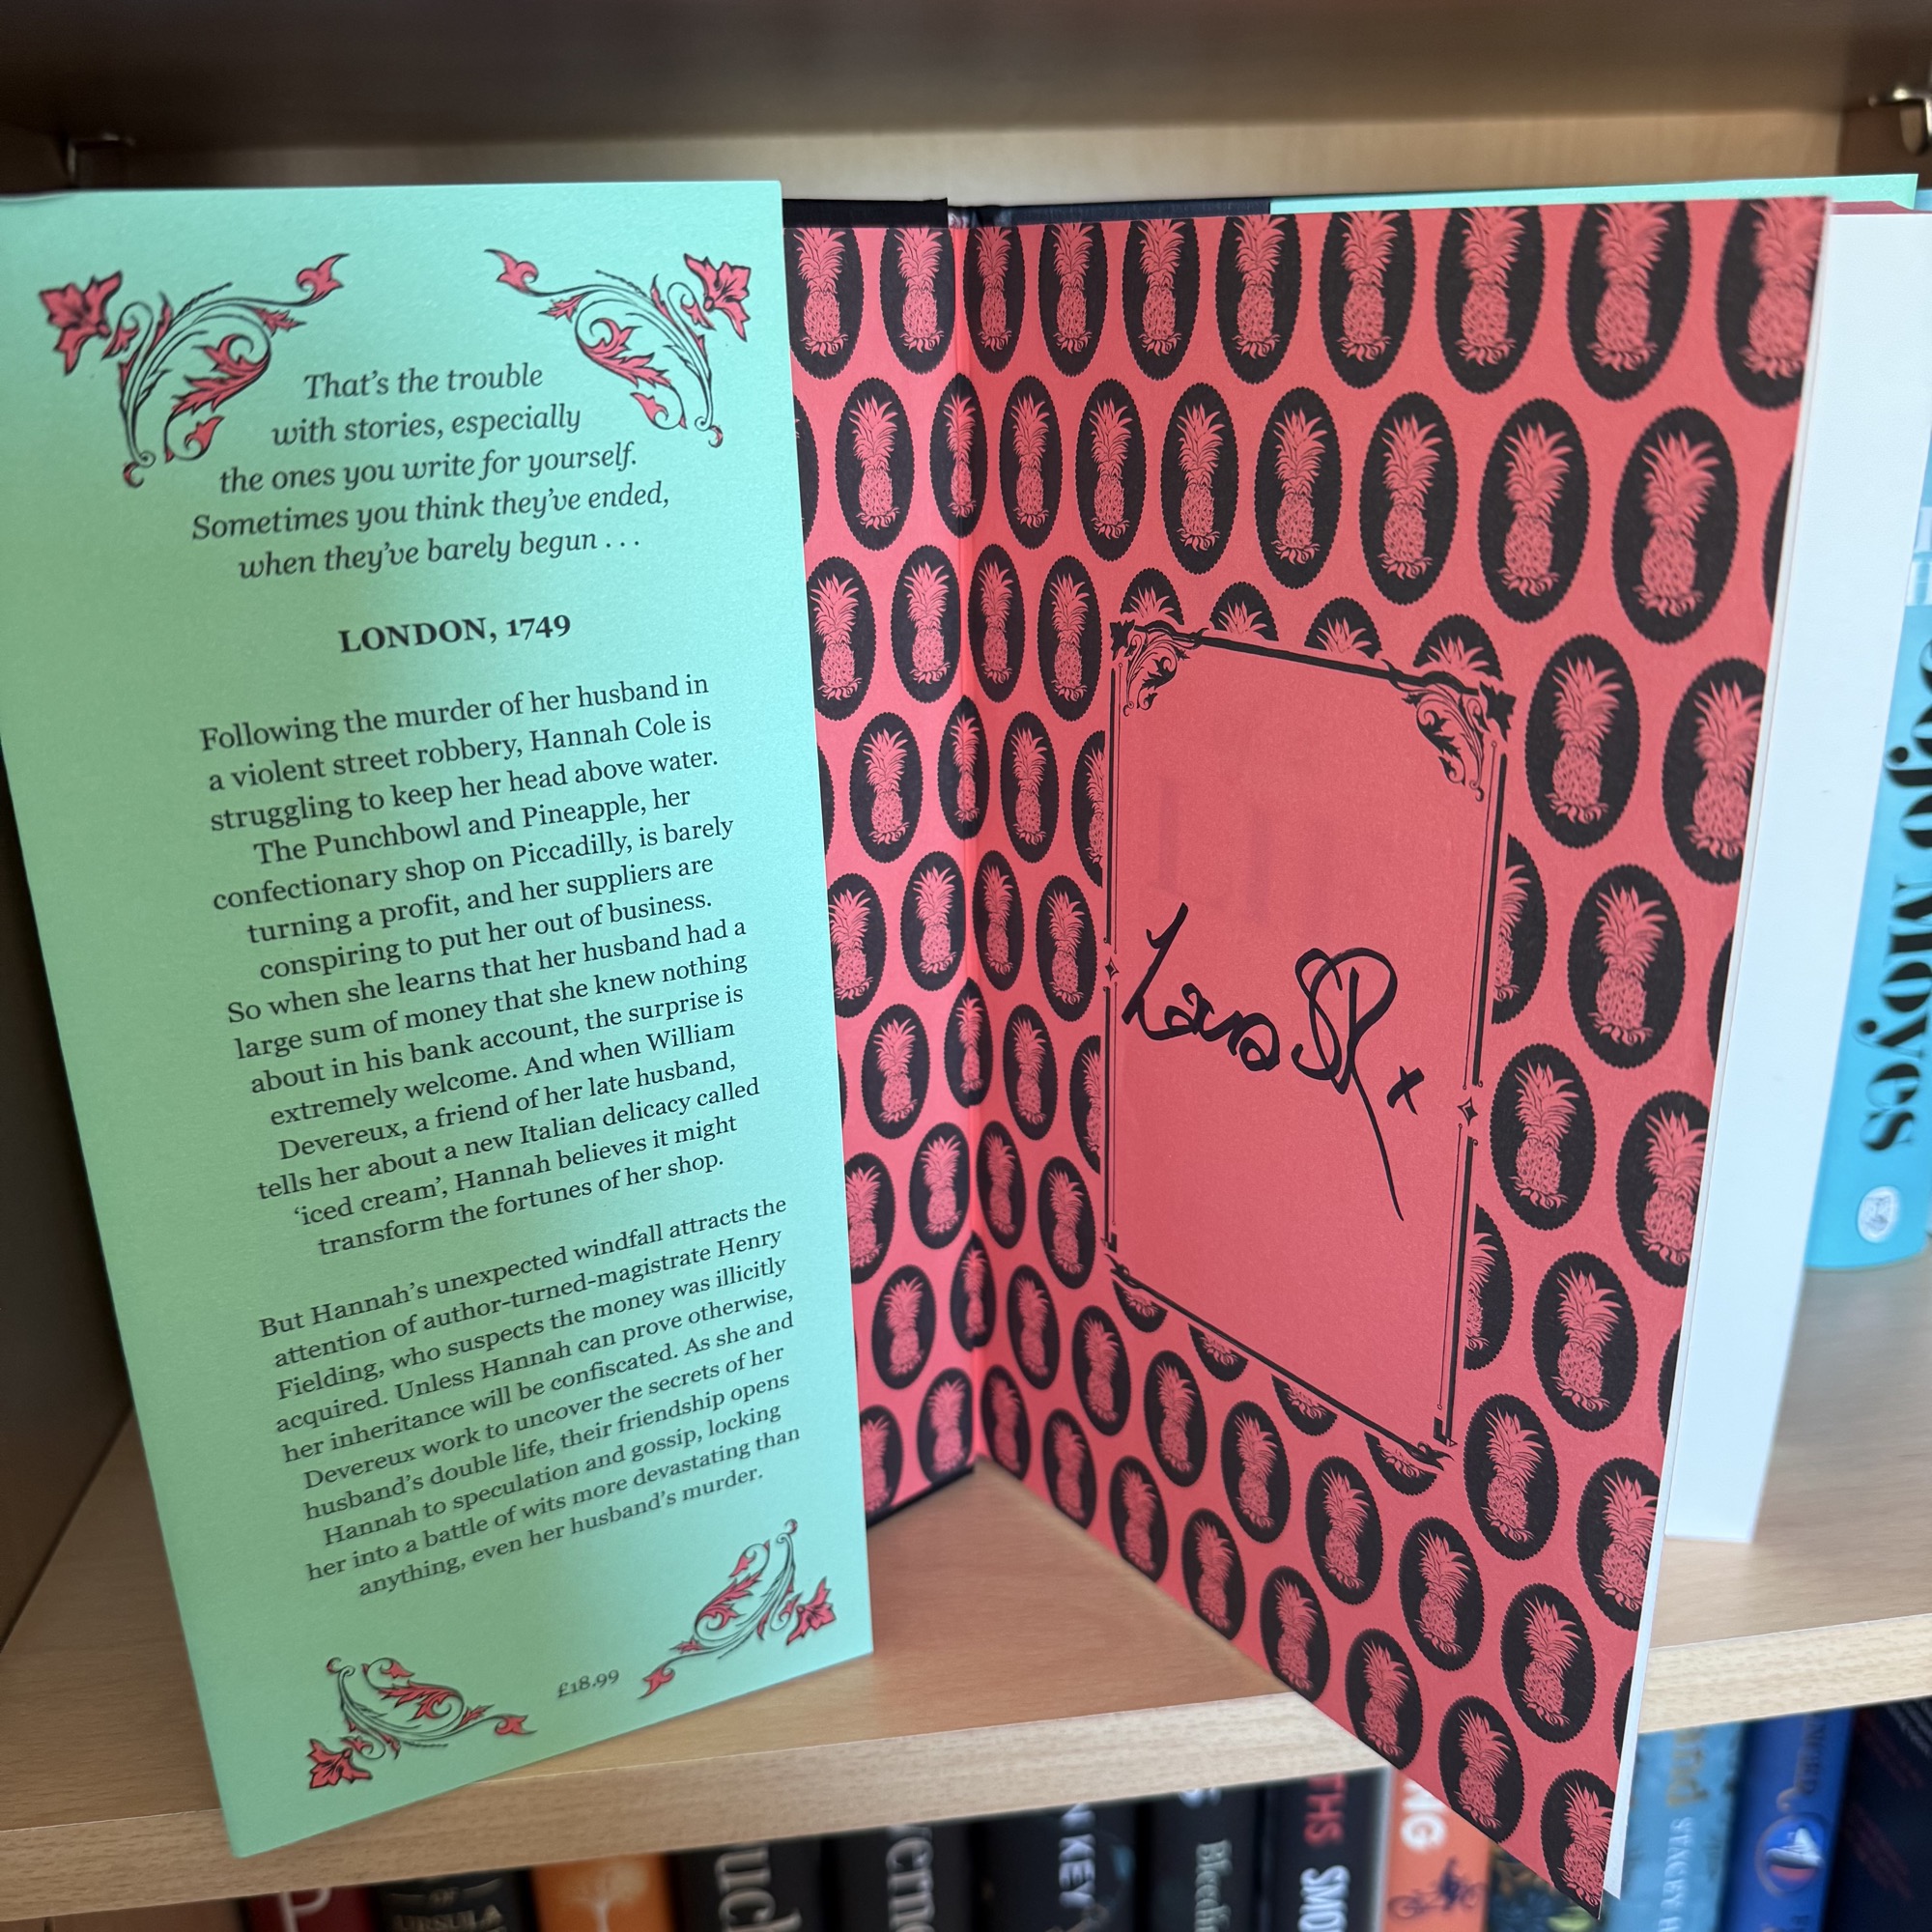 That's the trouble
with stories, especially
the ones you write for yourself.
Sometimes you think they've ended,
when they've barely begun . . .
LONDON, 1749
Following the murder of her husband in
a violent street robbery, Hannah Cole is
struggling to keep her head above water.
The Punchbowl and Pineapple, her
confectionary shop on Piccadilly, is barely
turning a profit, and her suppliers are
conspiring to put her out of business.
So when she learns that her husband had a
large sum of money that she knew nothing
about in his bank account, the surprise is
extremely welcome. And when William
Devereux, a friend of her late husband,
tells her about a new Italian delicacy called
‘iced cream’, Hannah believes it might
transform the fortunes of her shop.
But Hannah's unexpected windfall attracts the
attention of author-turned-magistrate Henry
Fielding, who suspects the money was illicitly
acquired. Unless Hannah can prove otherwise,
her inheritance will be confiscated. As she and
Devereux work to uncover the secrets of her
husband's double life, their friendship opens
Hannah to speculation and gossip, locking
her into a battle of wits more devastating than
anything, even her husband's murder.
£18.99
Laura SR x
Jojo Moyes
OF
URSULA
N KEY
THS
SMO
NG
STACEY H